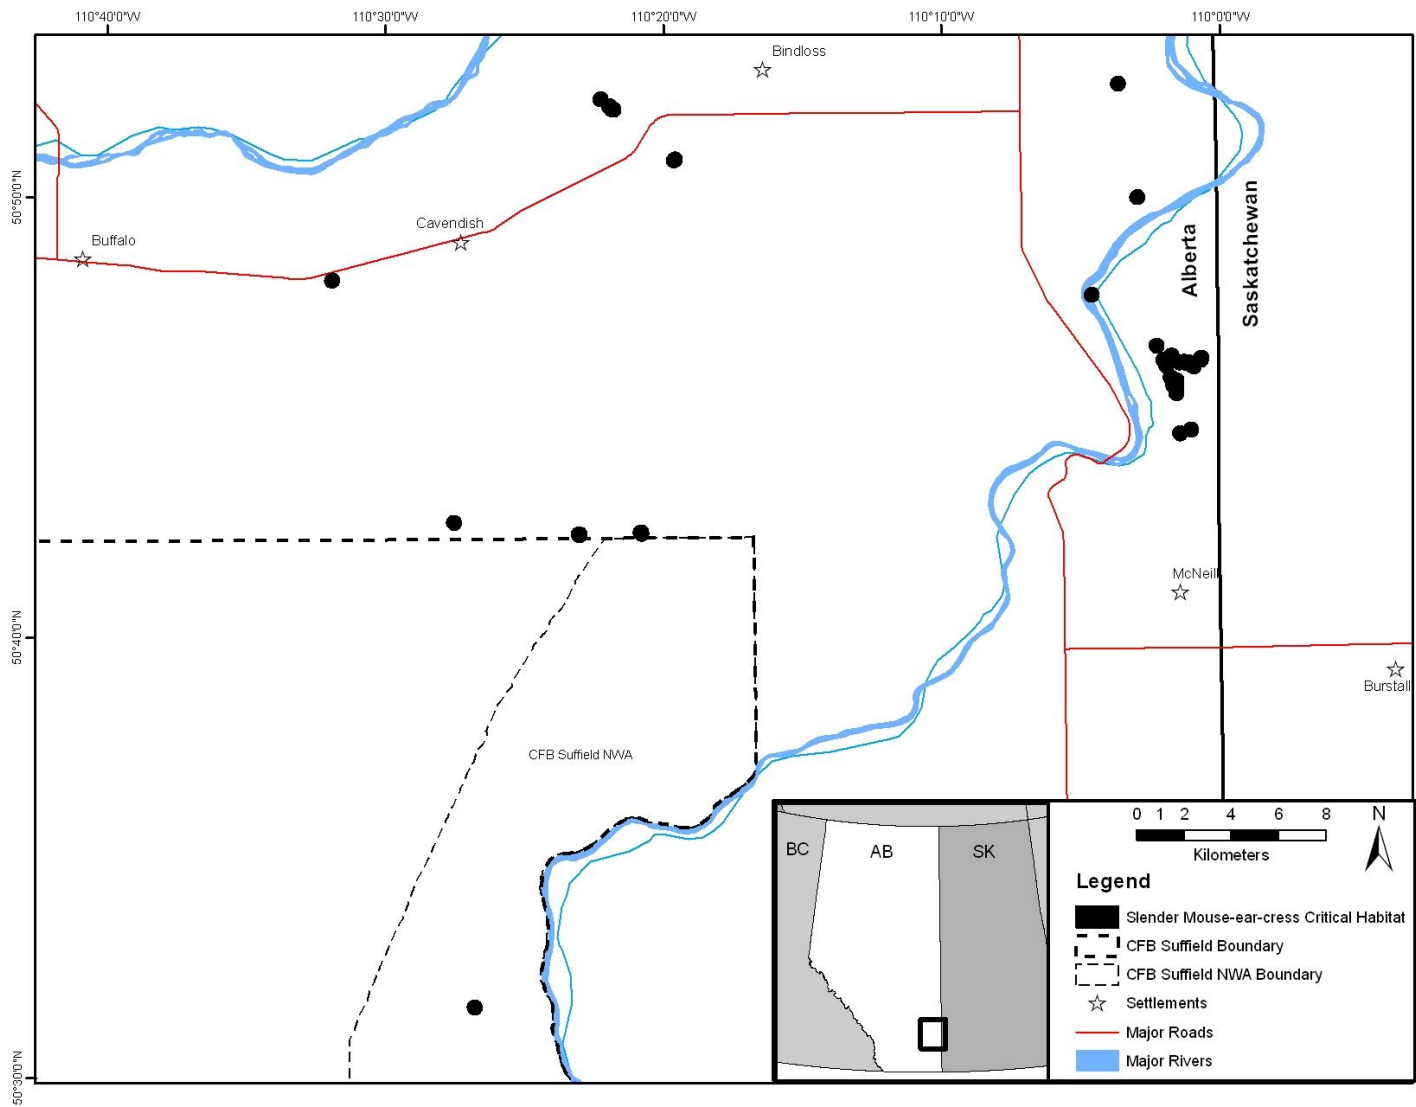 110°40'0"W 110°30'0"W 110°20'0"W 110°10'0"W 110°0'0"W
Bindloss
50°50'0"N
Alberta
Saskatchewan
Cavendish
Buffalo
McNeill
50°40'0"N
Burstall
CFB Suffield NWA
0 1 2 4 6 8
Kilometers
N
BC
AB
SK
Legend
Slender Mouse-ear-cress Critical Habitat
CFB Suffield Boundary
CFB Suffield NWA Boundary
Settlements
Major Roads
Major Rivers
50°30'0"N